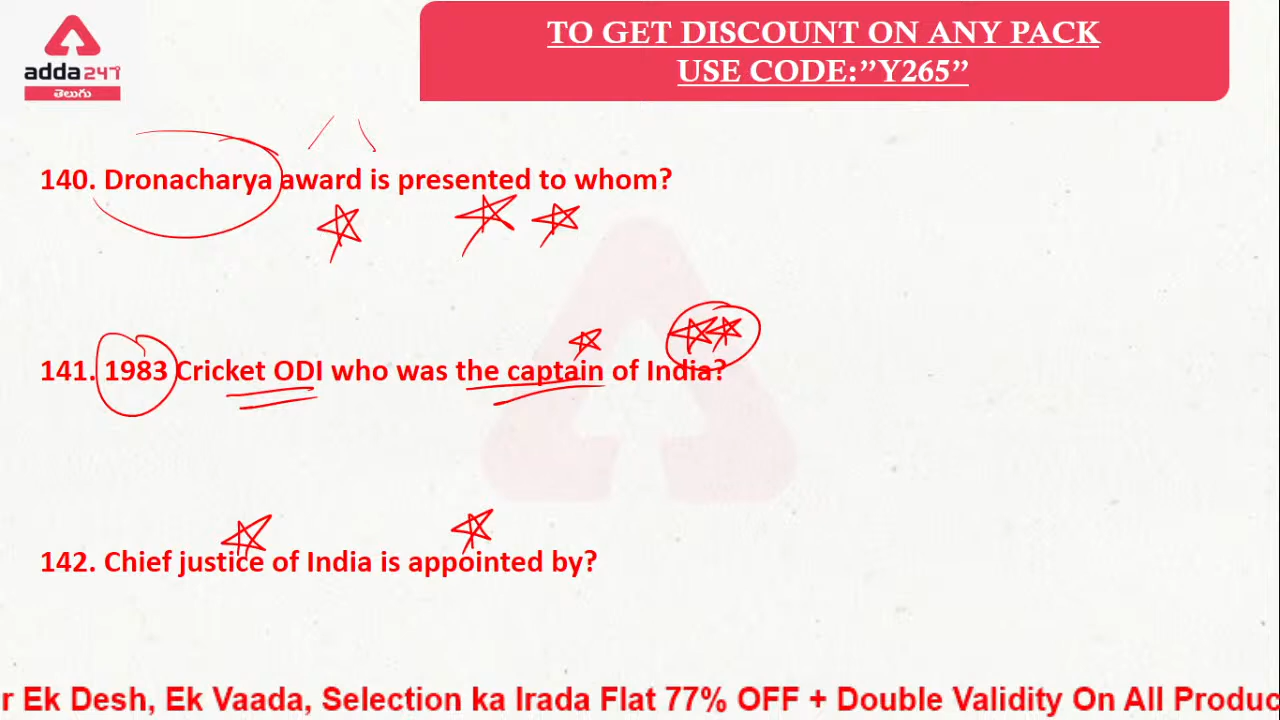 TO GET DISCOUNT ON ANY PACK
USE CODE:”Y265”
adda247
తెలుగు
140. Dronacharya award is presented to whom?
141. 1983 Cricket ODI who was the captain of India?
142. Chief justice of India is appointed by?
r Ek Desh, Ek Vaada, Selection ka Irada Flat 77% OFF + Double Validity On All Produc